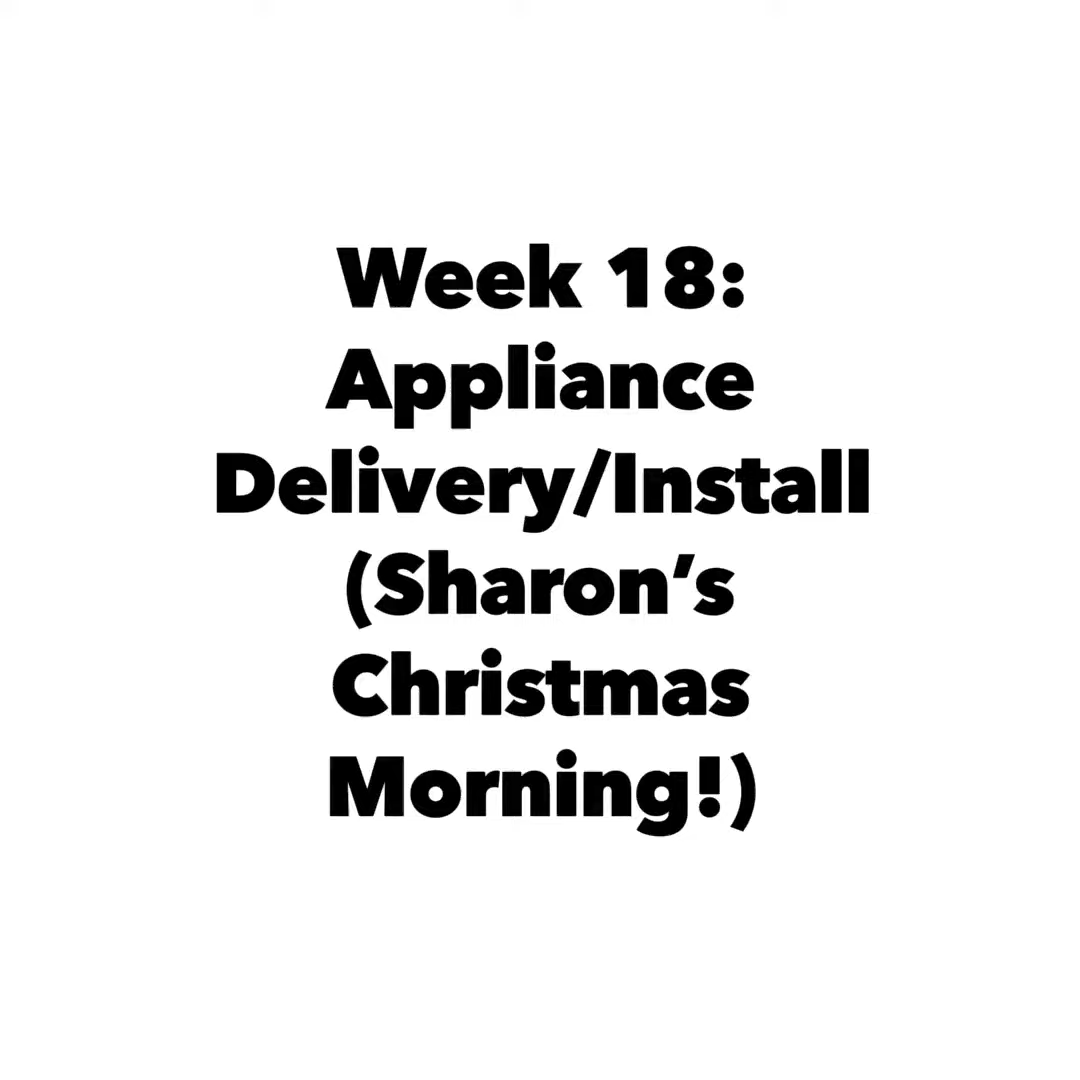 Week 18:
Appliance
Delivery/Install
(Sharon’s
Christmas
Morning!)